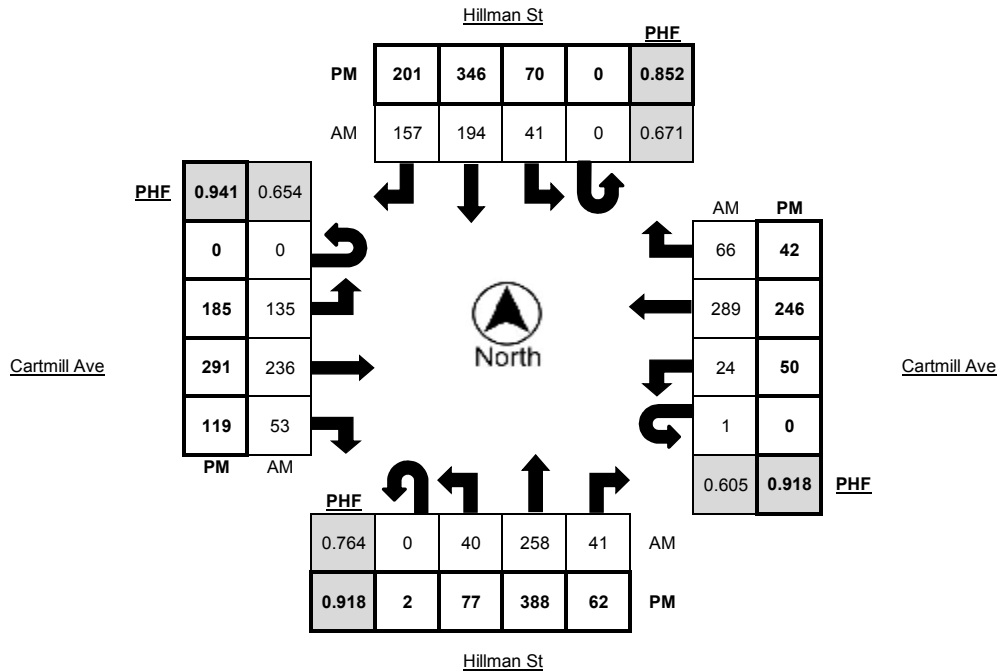 Hillman St
PHF
PM 201 346 70 0 0.852
AM 157 194 41 0 0.671
PHF 0.941 0.654
AM PM
0 0
66 42
185 135
289 246
North
Cartmill Ave
291 236
24 50
Cartmill Ave
119 53
1 0
PM AM
0.605 0.918 PHF
PHF
0.764 0 40 258 41 AM
0.918 2 77 388 62 PM
Hillman St